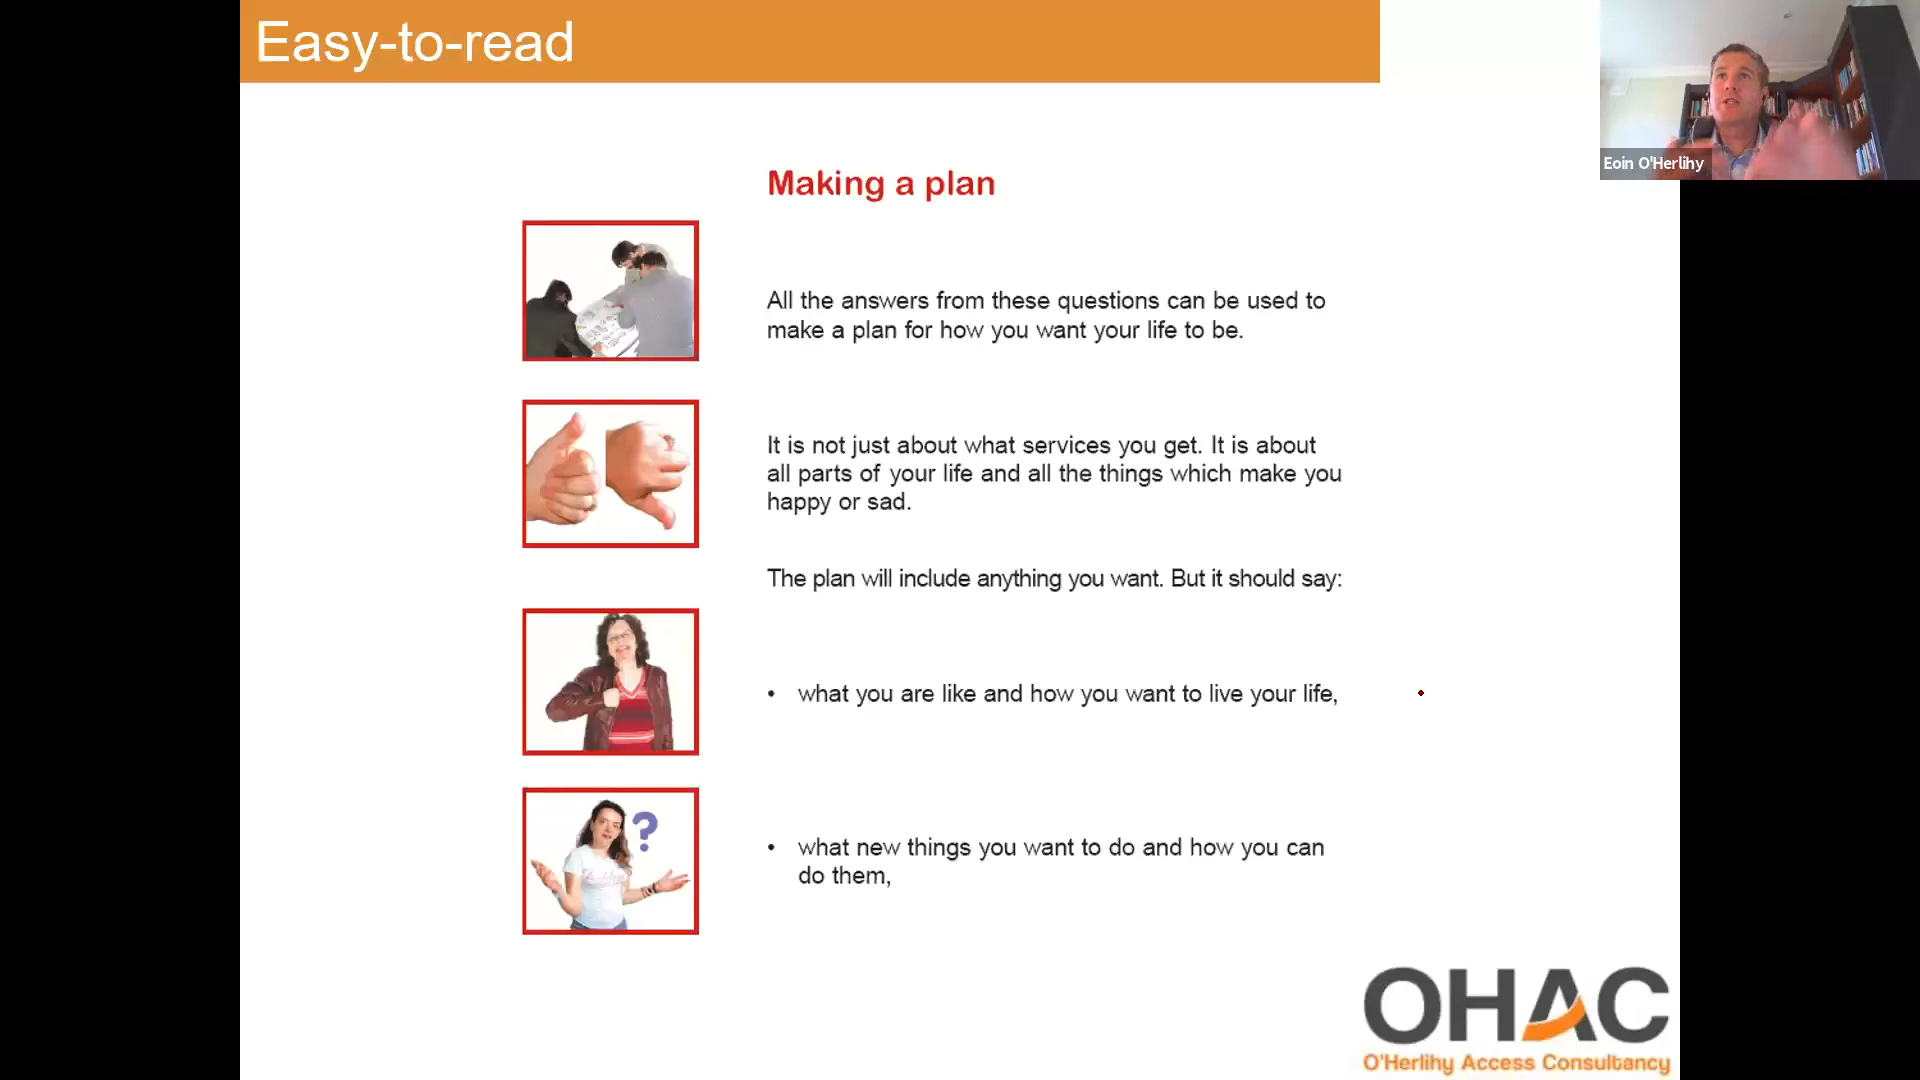 Easy-to-read
Eoin O'Herlihy
Making a plan
All the answers from these questions can be used to
make a plan for how you want your life to be.
It is not just about what services you get. It is about
all parts of your life and all the things which make you
happy or sad.
The plan will include anything you want. But it should say:
• what you are like and how you want to live your life,
?
• what new things you want to do and how you can
do them,
OHAC
O'Herlihy Access Consultancy